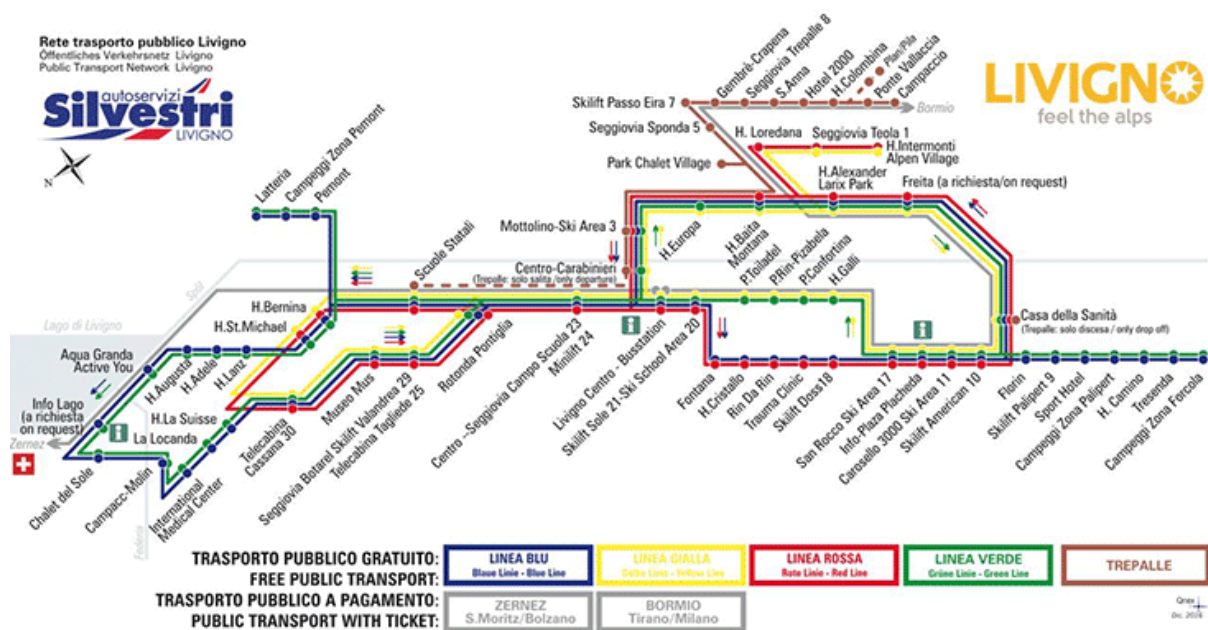 Rete trasporto pubblico Livigno
Öffentliches Verkehrsnetz Livigno
Public Transport Network Livigno
autoservizi
Silvestri
LIVIGNO
N
LIVIGNO
feel the alps
Skilift Passo Eira 7
Gembrè-Crapena
Seggiovia Trepalle 8
S.Anna
Hotel 2000
H.Colombina
Plan/Pila
Ponte Vallaccia
Campaccio
Bormio
Seggiovia Sponda 5
Park Chalet Village
H. Loredana
Seggiovia Teola 1
H.Intermonti
Alpen Village
H.Alexander
Larix Park
Freita (a richiesta/on request)
Mottolino-Ski Area 3
Centro-Carabinieri
(Trepalle: solo salita /only departure)
H.Europa
H.Baita
Montana
P.Toiladel
P.Rin-Pizabela
P.Confortina
H.Galli
Casa della Sanità
(Trepalle: solo discesa / only drop off)
Latteria
Campeggi Zona Pemont
Pemont
Scuole Statali
Spöl
Lago di Livigno
H.Bernina
H.St.Michael
Aqua Granda
Active You
H.Augusta
H.Adele
H.Lanz
Info Lago
(a richiesta
on request)
Zernez
H.La Suisse
La Locanda
Chalet del Sole
Campacc-Molin
International
Medical Center
Federia
Telecabina
Cassana 30
Museo Mus
Seggiovia Botarel Skilift Valandrea 29
Telecabina Tagliede 25
Rotonda Pontiglia
Centro -Seggiovia Campo Scuola 23
Minilift 24
Livigno Centro - Busstation
Skilift Sole 21-Ski School Area 20
Fontana
H.Cristallo
Rin Da Rin
Trauma Clinic
Skilift Doss18
San Rocco Ski Area 17
Info-Plaza Placheda
Carosello 3000 Ski Area 11
Skilift Amerikan 10
Florin
Skilift Palipert 9
Sport Hotel
Campeggi Zona Palipert
H. Camino
Tresenda
Campeggi Zona Forcola
TRASPORTO PUBBLICO GRATUITO:
FREE PUBLIC TRANSPORT:
LINEA BLU
Blaue Linie - Blue Line
LINEA GIALLA
Gelbe Linie - Yellow Line
LINEA ROSSA
Rote Linie - Red Line
LINEA VERDE
Grüne Linie - Green Line
TREPALLE
TRASPORTO PUBBLICO A PAGAMENTO:
PUBLIC TRANSPORT WITH TICKET:
ZERNEZ
S.Moritz/Bolzano
BORMIO
Tirano/Milano